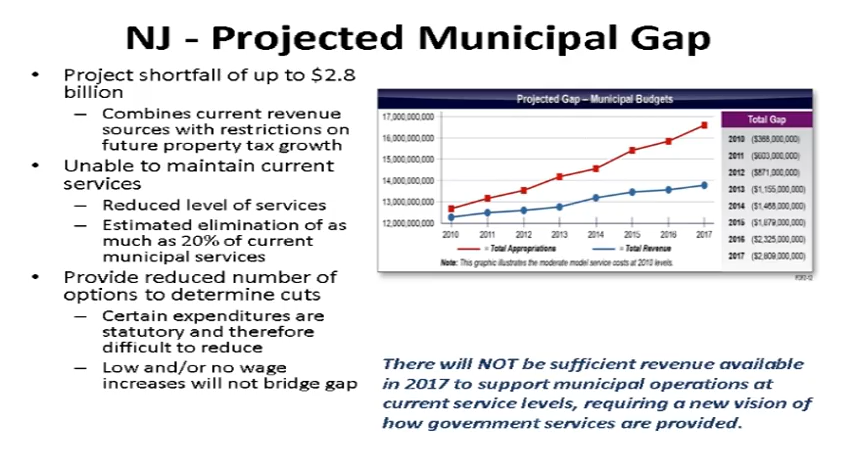 NJ - Projected Municipal Gap
• Project shortfall of up to $2.8
billion
– Combines current revenue
sources with restrictions on
future property tax growth
• Unable to maintain current
services
– Reduced level of services
– Estimated elimination of as
much as 20% of current
municipal services
• Provide reduced number of
options to determine cuts
– Certain expenditures are
statutory and therefore
difficult to reduce
– Low and/or no wage
increases will not bridge gap
Projected Gap – Municipal Budgets
17,000,000,000
16,000,000,000
15,000,000,000
14,000,000,000
13,000,000,000
12,000,000,000
2010 2011 2012 2013 2014 2015 2016 2017
= Total Appropriations = Total Revenue
Note: This graphic illustrates the moderate model service costs at 2010 levels.
Total Gap
2010 ($368,000,000)
2011 ($603,000,000)
2012 ($871,000,000)
2013 ($1,155,000,000)
2014 ($1,468,000,000)
2015 ($1,879,000,000)
2016 ($2,325,000,000)
2017 ($2,809,000,000)
There will NOT be sufficient revenue available
in 2017 to support municipal operations at
current service levels, requiring a new vision of
how government services are provided.